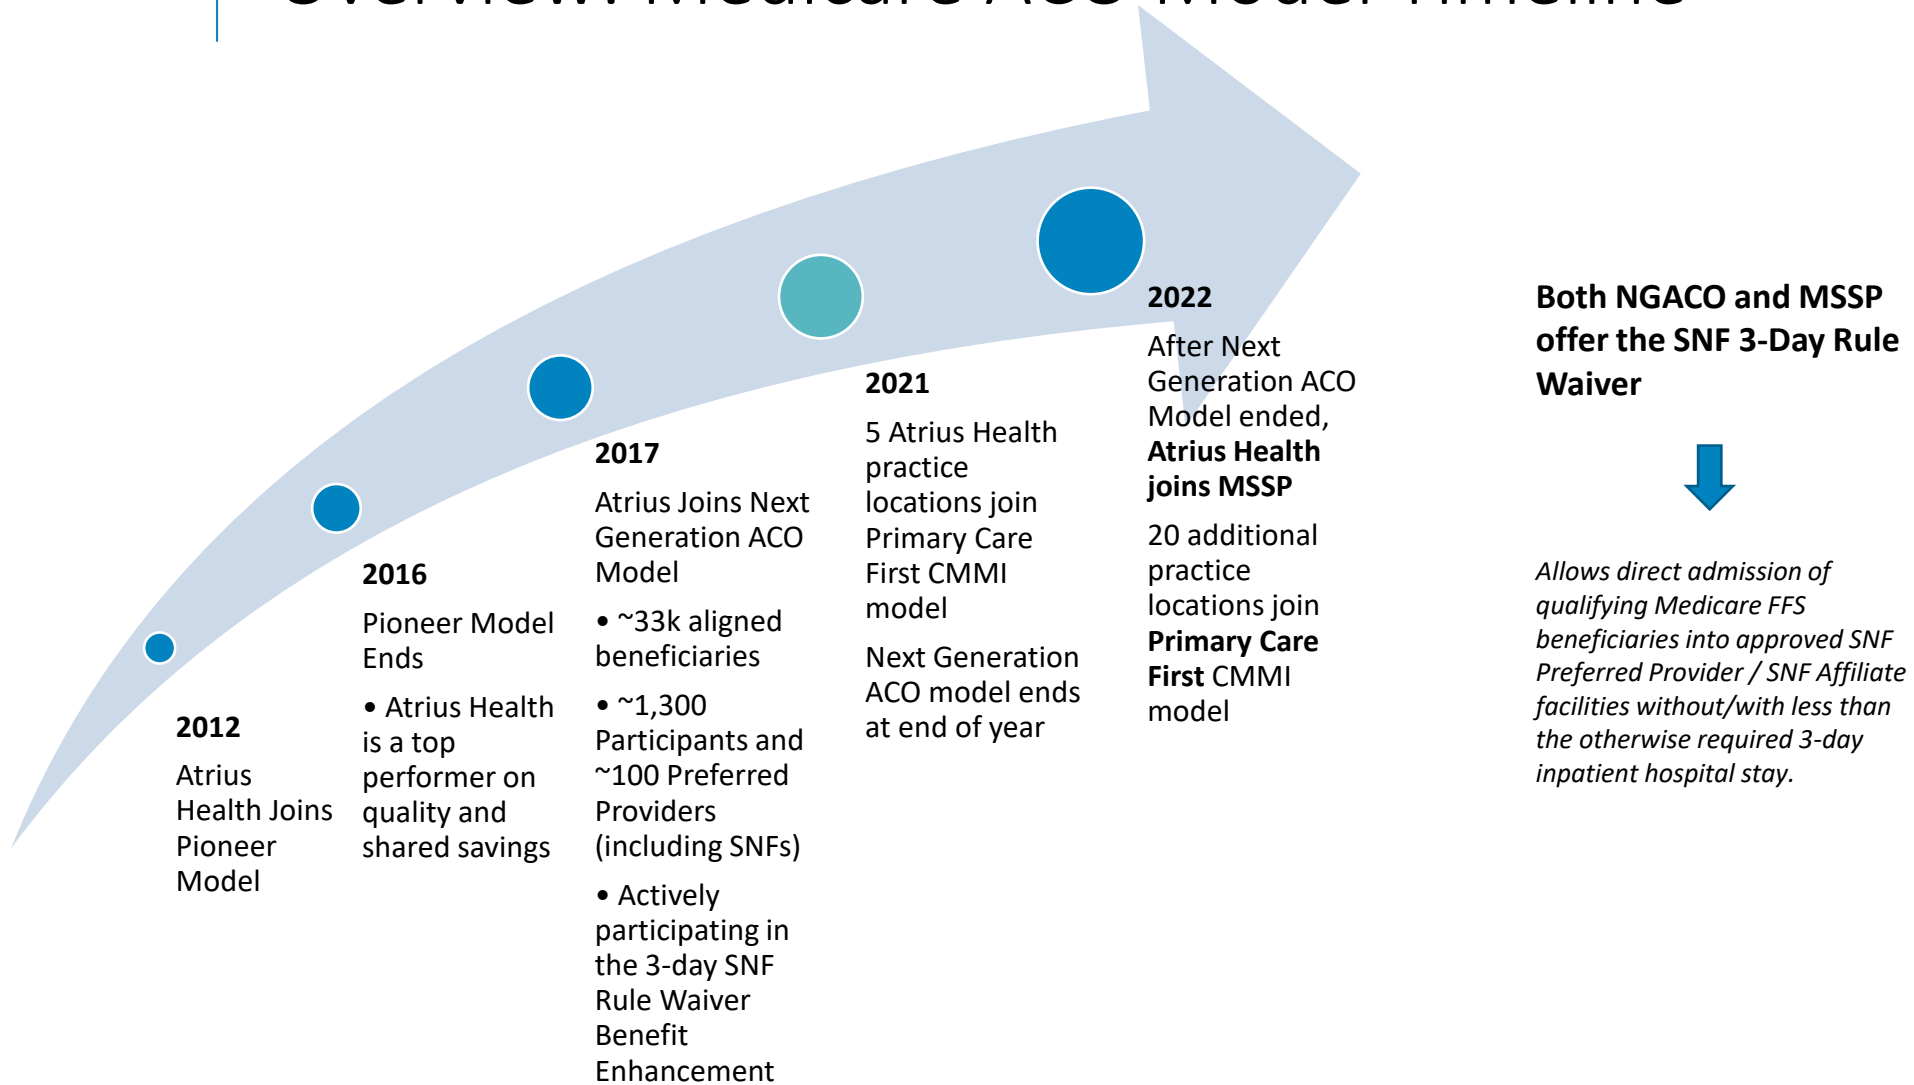 Overview: Medicare ACO Model Timeline
2012
Atrius
Health Joins
Pioneer
Model
2016
Pioneer Model
Ends
• Atrius Health
is a top
performer on
quality and
shared savings
2017
Atrius Joins Next
Generation ACO
Model
• ~33k aligned
beneficiaries
• ~1,300
Participants and
~100 Preferred
Providers
(including SNFs)
• Actively
participating in
the 3-day SNF
Rule Waiver
Benefit
Enhancement
2021
5 Atrius Health
practice
locations join
Primary Care
First CMMI
model
Next Generation
ACO model ends
at end of year
2022
After Next
Generation ACO
Model ended,
Atrius Health
joins MSSP
20 additional
practice
locations join
Primary Care
First CMMI
model
Both NGACO and MSSP
offer the SNF 3-Day Rule
Waiver
Allows direct admission of
qualifying Medicare FFS
beneficiaries into approved SNF
Preferred Provider / SNF Affiliate
facilities without/with less than
the otherwise required 3-day
inpatient hospital stay.